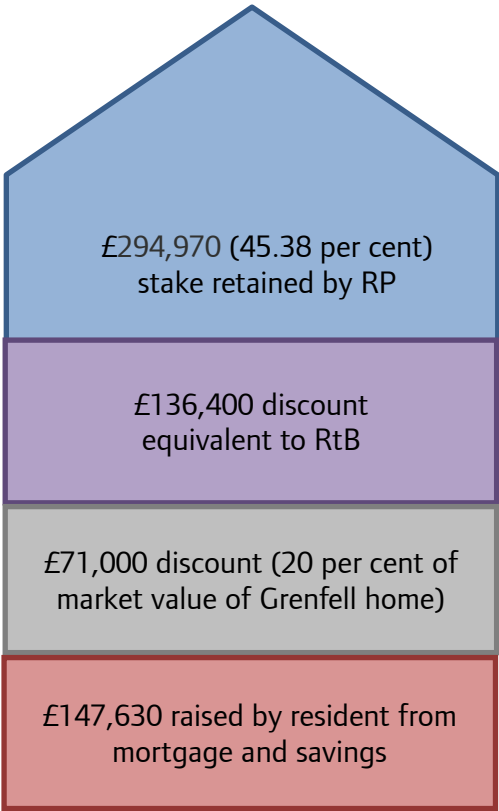 £294,970 (45.38 per cent)
stake retained by RP
£136,400 discount
equivalent to RtB
£71,000 discount (20 per cent of
market value of Grenfell home)
£147,630 raised by resident from
mortgage and savings